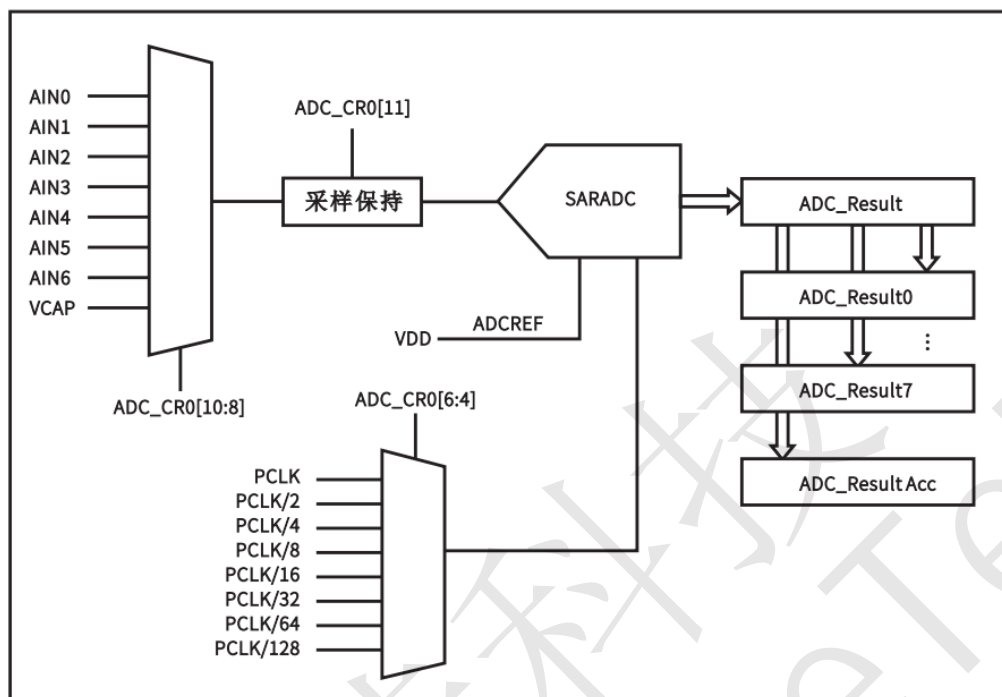 AIN0
AIN1
AIN2
AIN3
AIN4
AIN5
AIN6
VCAP
ADC_CR0[10:8]
ADC_CR0[11]
采样保持
SARADC
VDD
ADCREF
ADC_Result
ADC_Result0
⋮
ADC_Result7
ADC_Result Acc
ADC_CR0[6:4]
PCLK
PCLK/2
PCLK/4
PCLK/8
PCLK/16
PCLK/32
PCLK/64
PCLK/128
科技